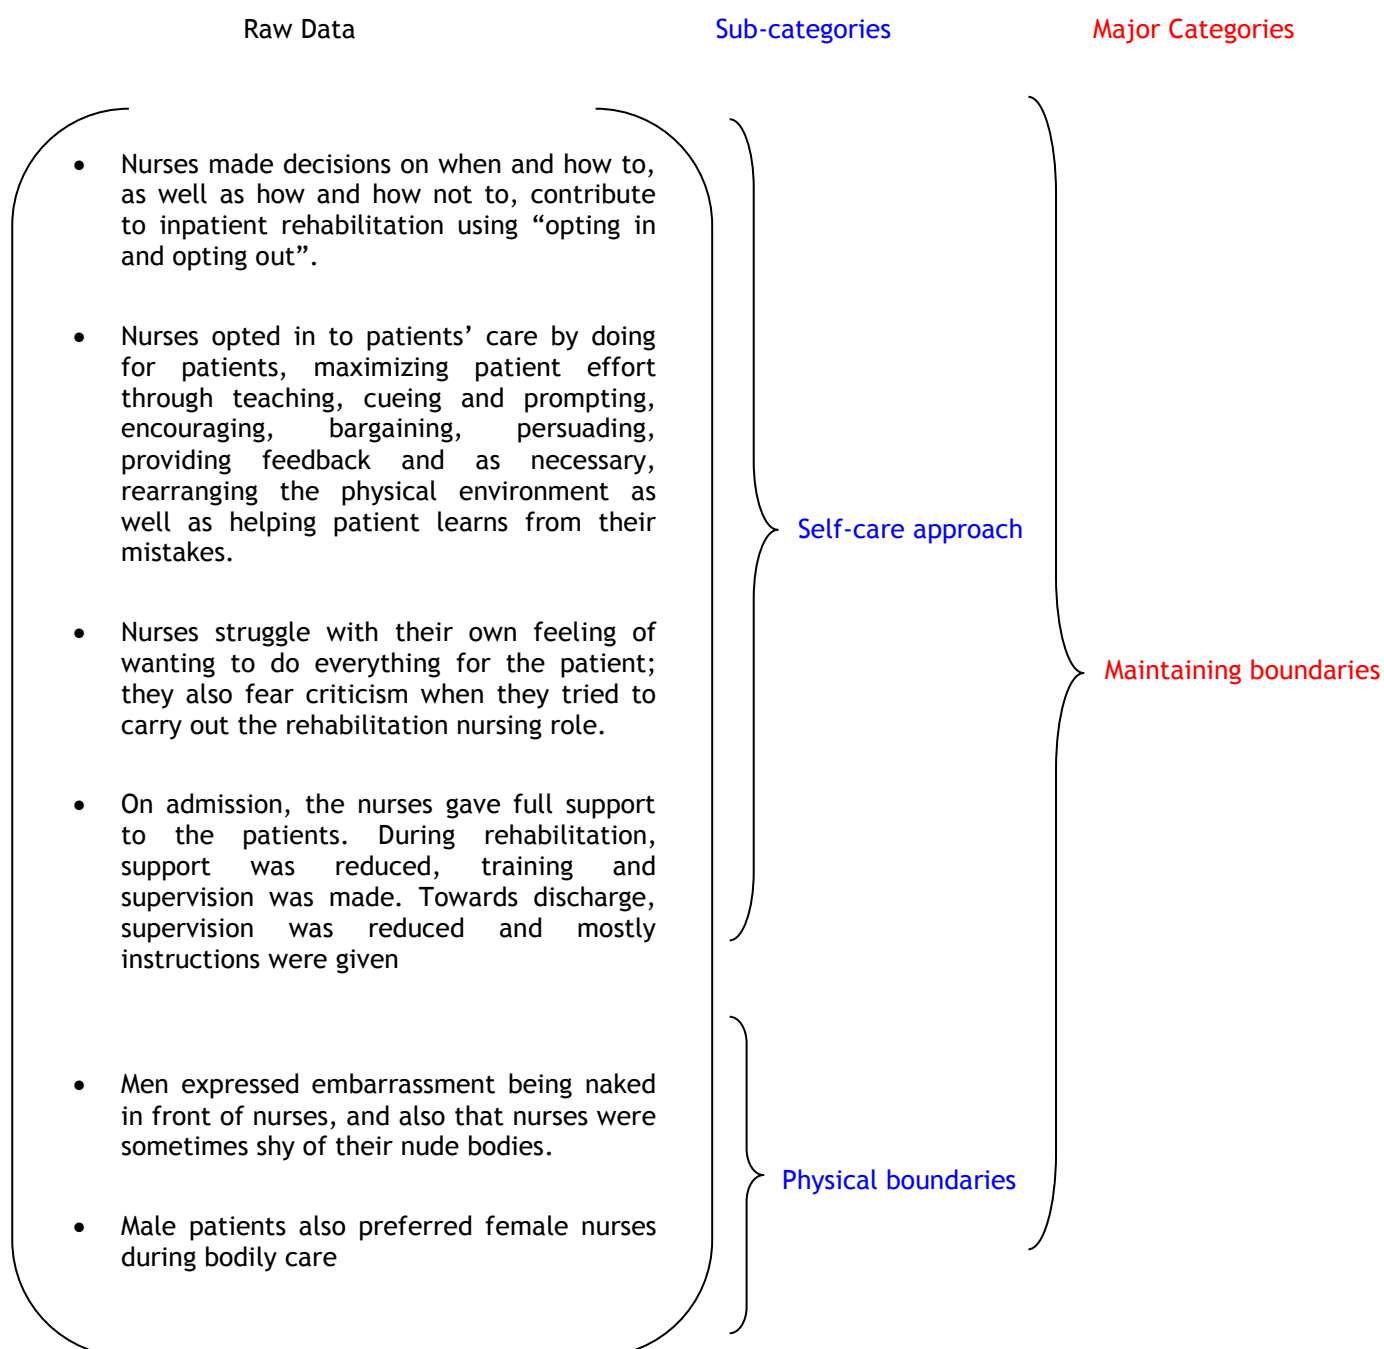 Raw Data
Sub-categories
Major Categories
• Nurses made decisions on when and how to,
as well as how and how not to, contribute
to inpatient rehabilitation using “opting in
and opting out”.
• Nurses opted in to patients’ care by doing
for patients, maximizing patient effort
through teaching, cueing and prompting,
encouraging, bargaining, persuading,
providing feedback and as necessary,
rearranging the physical environment as
well as helping patient learns from their
mistakes.
• Nurses struggle with their own feeling of
wanting to do everything for the patient;
they also fear criticism when they tried to
carry out the rehabilitation nursing role.
• On admission, the nurses gave full support
to the patients. During rehabilitation,
support was reduced, training and
supervision was made. Towards discharge,
supervision was reduced and mostly
instructions were given
Self-care approach
• Men expressed embarrassment being naked
in front of nurses, and also that nurses were
sometimes shy of their nude bodies.
• Male patients also preferred female nurses
during bodily care
Physical boundaries
Maintaining boundaries